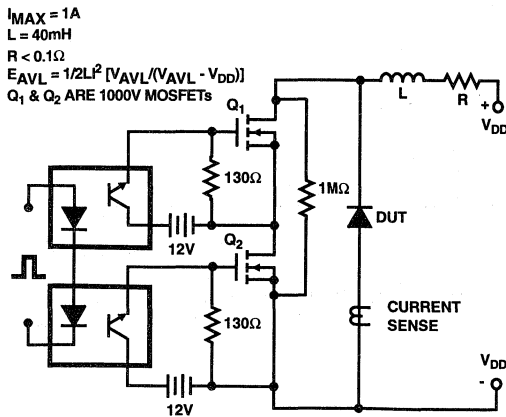 IMAX = 1A
L = 40mH
R < 0.1Ω
EAVL = 1/2LI² [VAVL/(VAVL - VDD)]
Q1 & Q2 ARE 1000V MOSFETs
L
R
+
VDD
Q1
130Ω
1MΩ
12V
DUT
Q2
130Ω
CURRENT
SENSE
12V
VDD
-